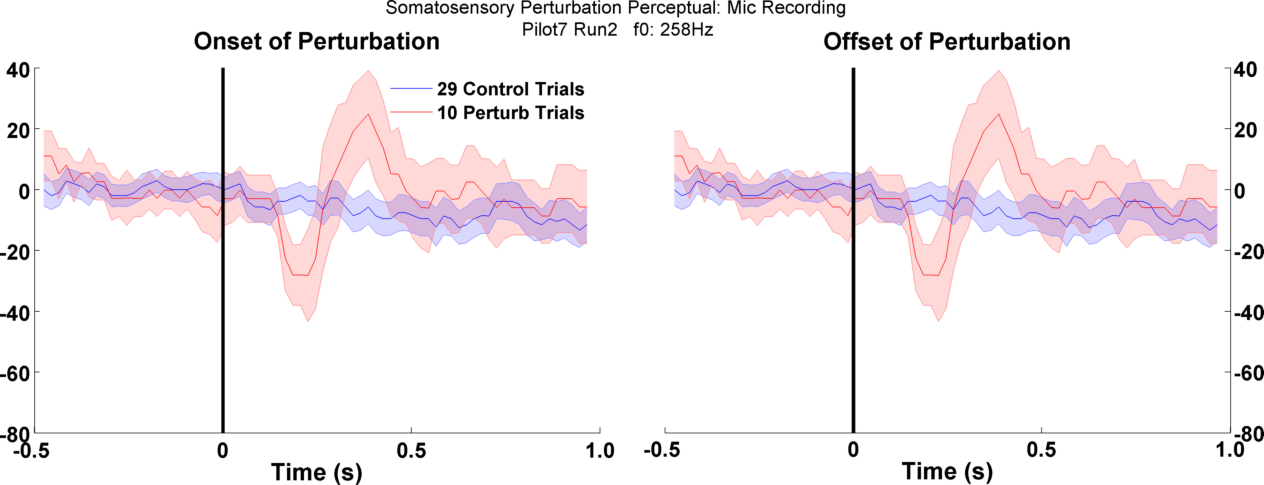 Somatosensory Perturbation Perceptual: Mic Recording
Pilot7 Run2 f0: 258Hz
Onset of Perturbation
40
20
0
-20
-40
-60
-80
29 Control Trials
10 Perturb Trials
-0.5 0 0.5 1.0
Time (s)
Offset of Perturbation
40
20
0
-20
-40
-60
-80
-0.5 0 0.5 1.0
Time (s)